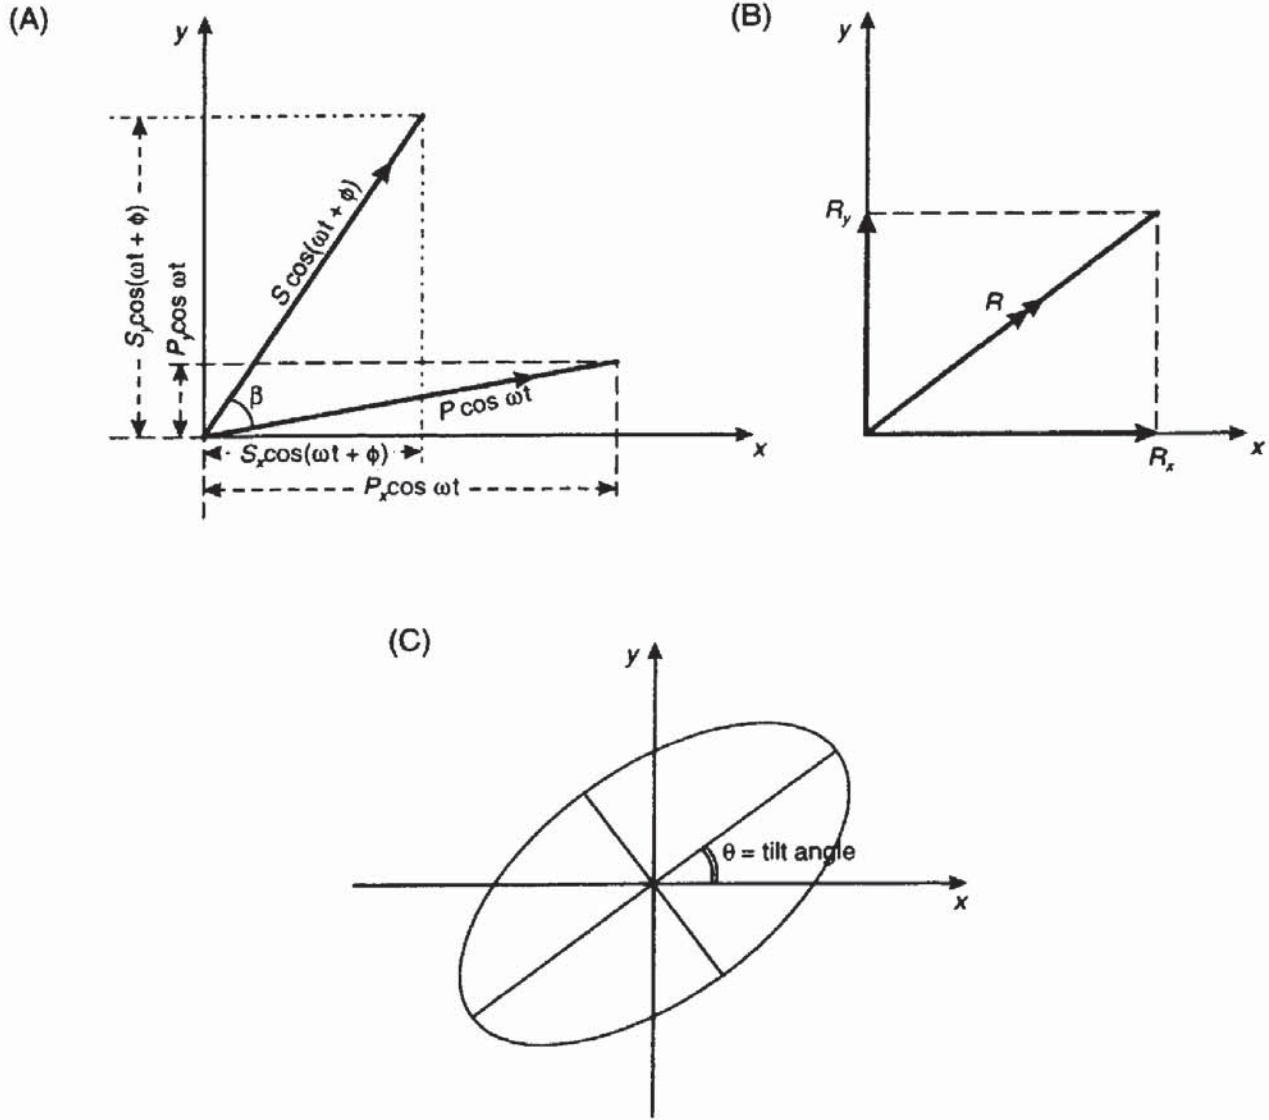 (A)
y
S cos(ωt + ϕ)
S_y cos(ωt + ϕ)
P_y cos ωt
β
P cos ωt
x
S_x cos(ωt + ϕ)
P_x cos ωt
(B)
y
R_y
R
R_x
x
(C)
y
θ = tilt angle
x